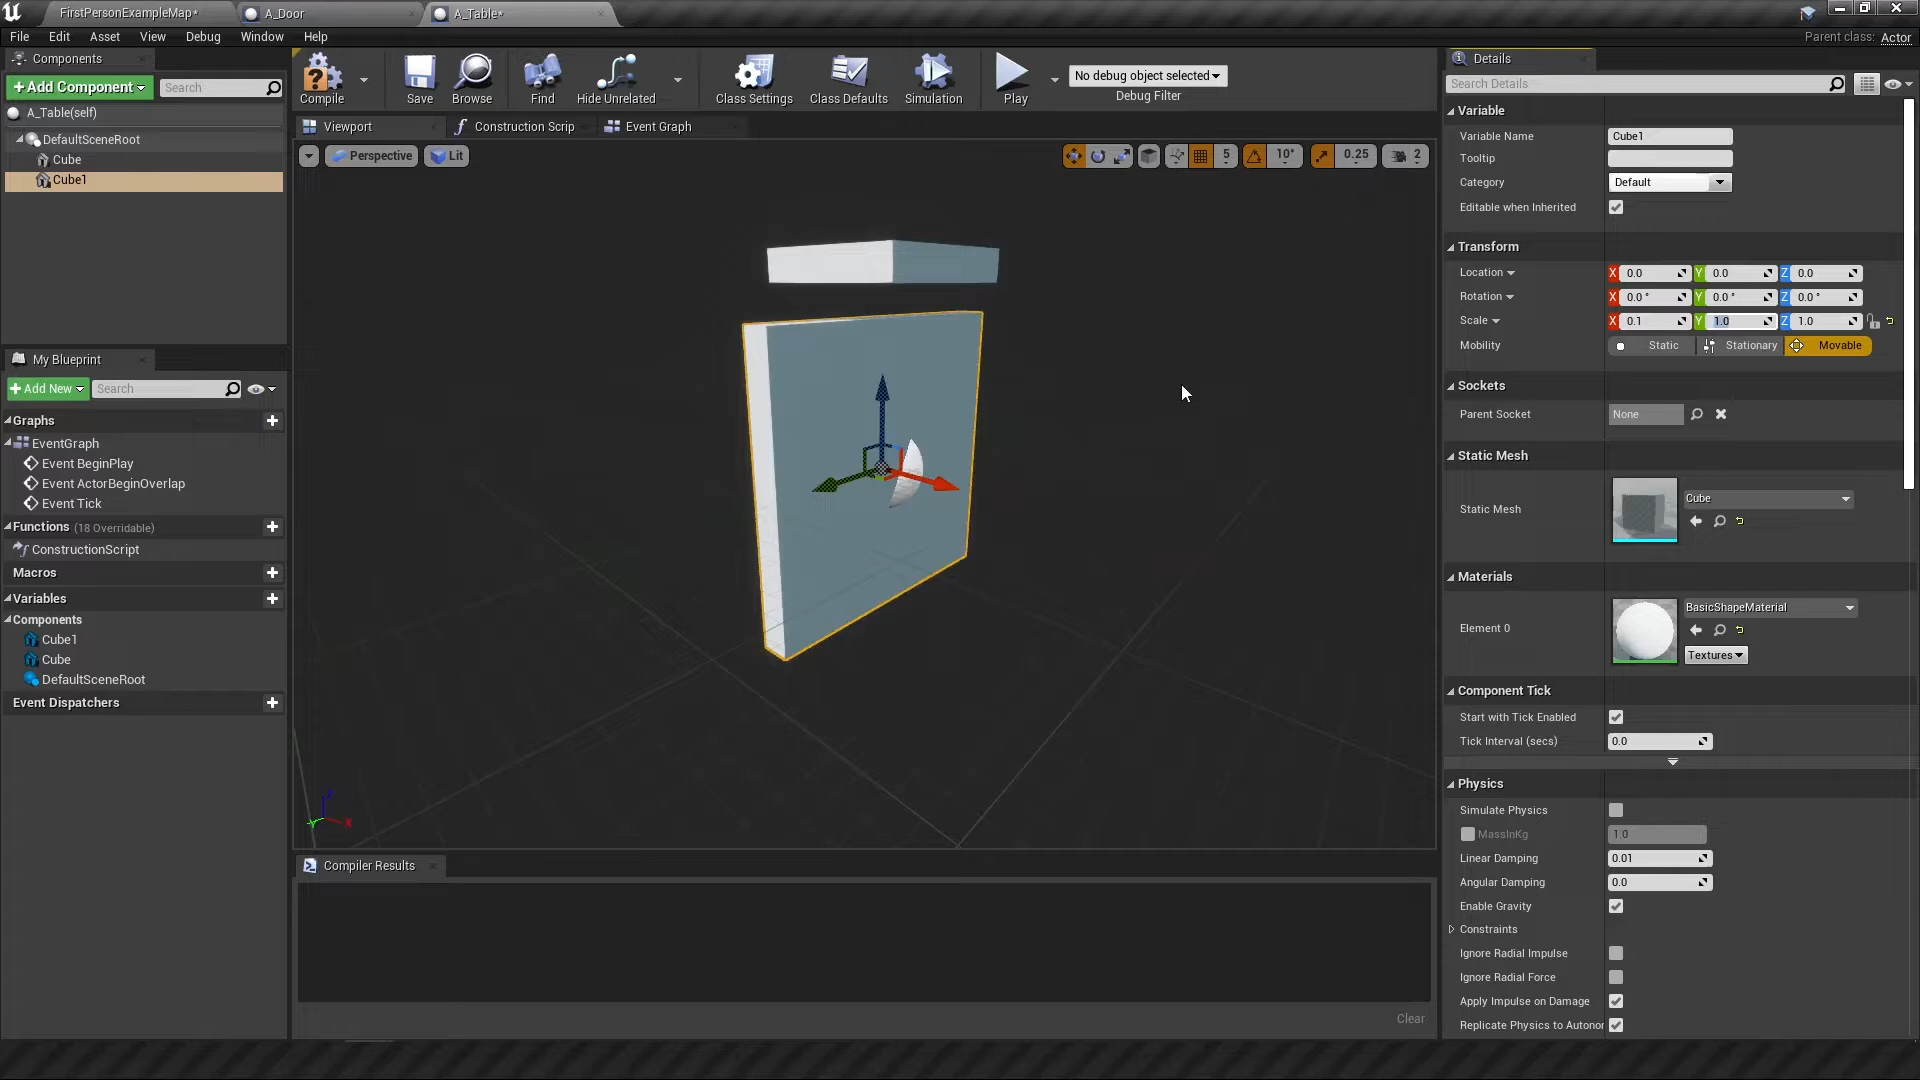 FirstPersonExampleMap*
A_Door
A_Table*
File
Edit
Asset
View
Debug
Window
Help
Parent class: Actor
Components
+Add Component
Search
A_Table(self)
DefaultSceneRoot
Cube
Cube1
Compile
Save
Browse
Find
Hide Unrelated
Class Settings
Class Defaults
Simulation
Play
No debug object selected
Debug Filter
Viewport
Construction Scrip
Event Graph
Perspective
Lit
5
10°
0.25
2
My Blueprint
+Add New
Search
Graphs
EventGraph
Event BeginPlay
Event ActorBeginOverlap
Event Tick
Functions (18 Overridable)
ConstructionScript
Macros
Variables
Components
Cube1
Cube
DefaultSceneRoot
Event Dispatchers
X
Compiler Results
Clear
Details
Search Details
Variable
Variable Name Cube1
Tooltip
Category Default
Editable when Inherited
Transform
Location X 0.0 Y 0.0 Z 0.0
Rotation X 0.0 ° Y 0.0 ° Z 0.0 °
Scale X 0.1 Y 1.0 Z 1.0
Mobility Static Stationary Movable
Sockets
Parent Socket None
Static Mesh
Static Mesh Cube
Materials
Element 0 BasicShapeMaterial
Textures
Component Tick
Start with Tick Enabled
Tick Interval (secs) 0.0
Physics
Simulate Physics
MassInKg 1.0
Linear Damping 0.01
Angular Damping 0.0
Enable Gravity
Constraints
Ignore Radial Impulse
Ignore Radial Force
Apply Impulse on Damage
Replicate Physics to Autonor